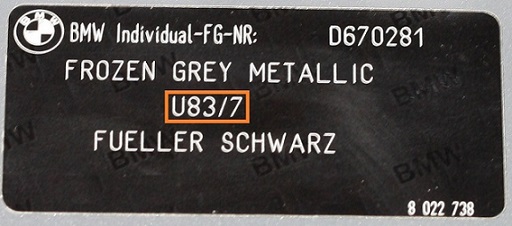 BMW Individual-FG-NR: D670281
FROZEN GREY METALLIC
U83/7
FUELLER SCHWARZ
8 022 738